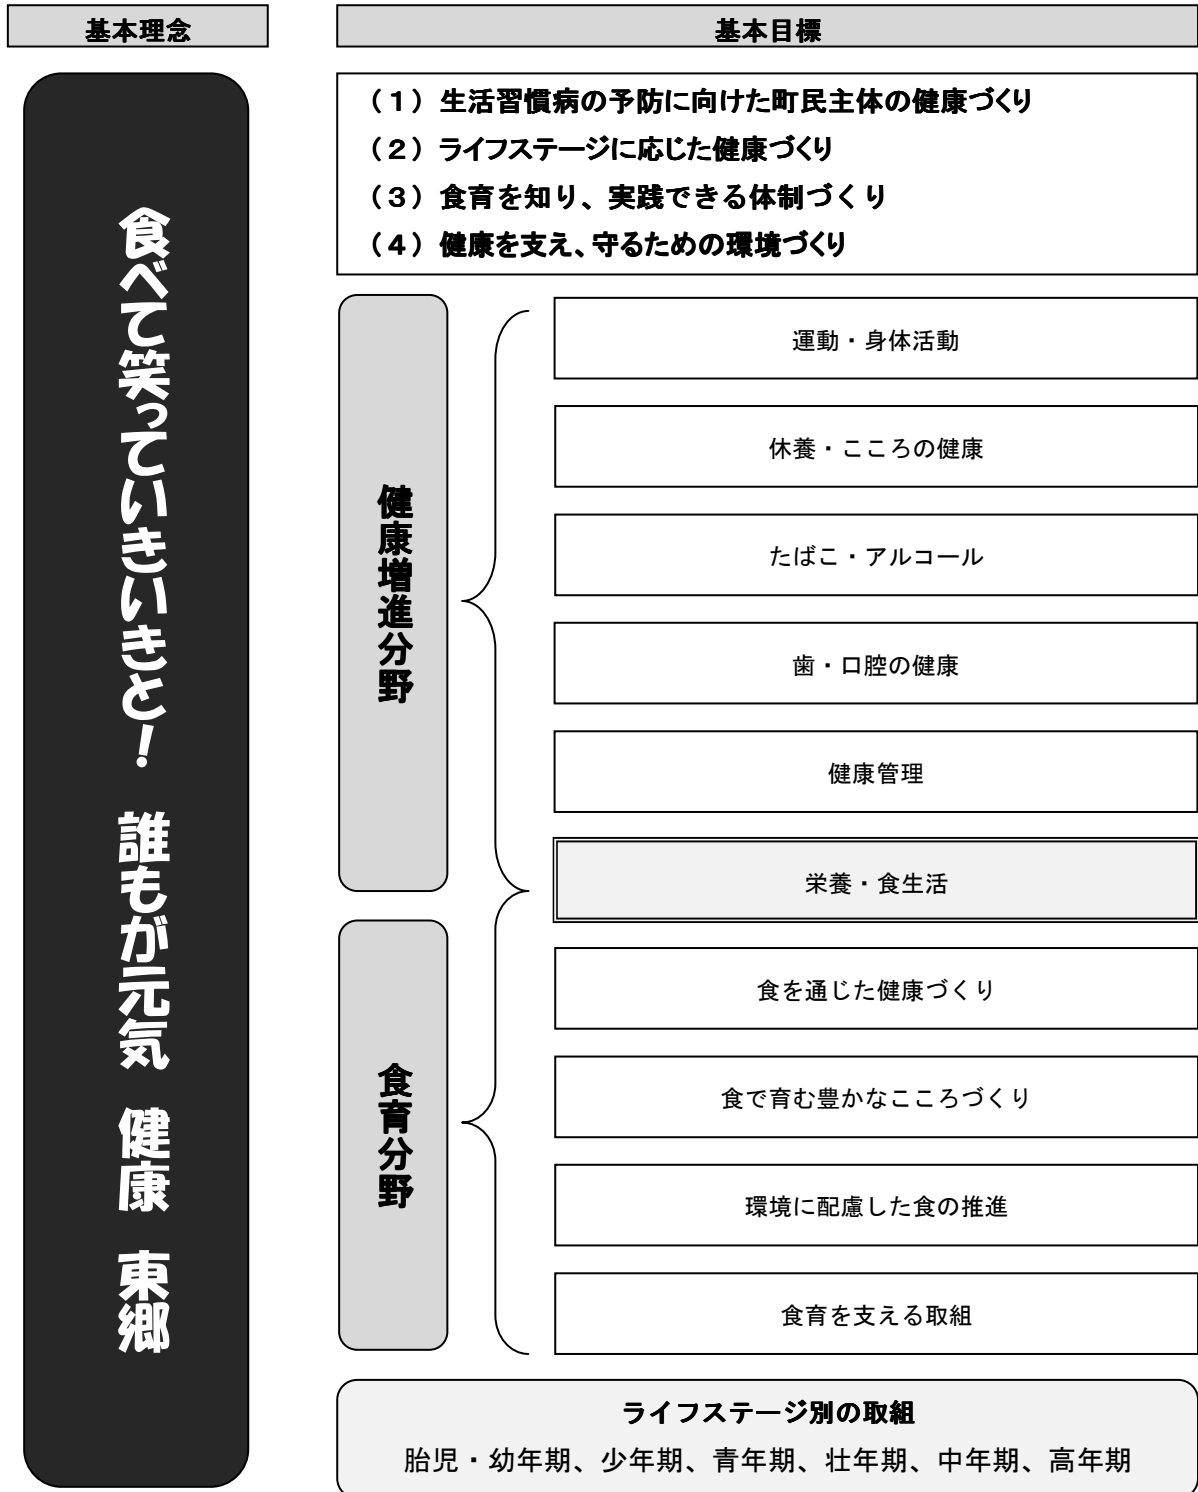 基本理念
食べて笑っていきいきと！　誰もが元気　健康　東郷
基本目標
（１）生活習慣病の予防に向けた町民主体の健康づくり
（２）ライフステージに応じた健康づくり
（３）食育を知り、実践できる体制づくり
（４）健康を支え、守るための環境づくり
健康増進分野
運動・身体活動
休養・こころの健康
たばこ・アルコール
歯・口腔の健康
健康管理
栄養・食生活
食育分野
食を通じた健康づくり
食で育む豊かなこころづくり
環境に配慮した食の推進
食育を支える取組
ライフステージ別の取組
胎児・幼年期、少年期、青年期、壮年期、中年期、高年期